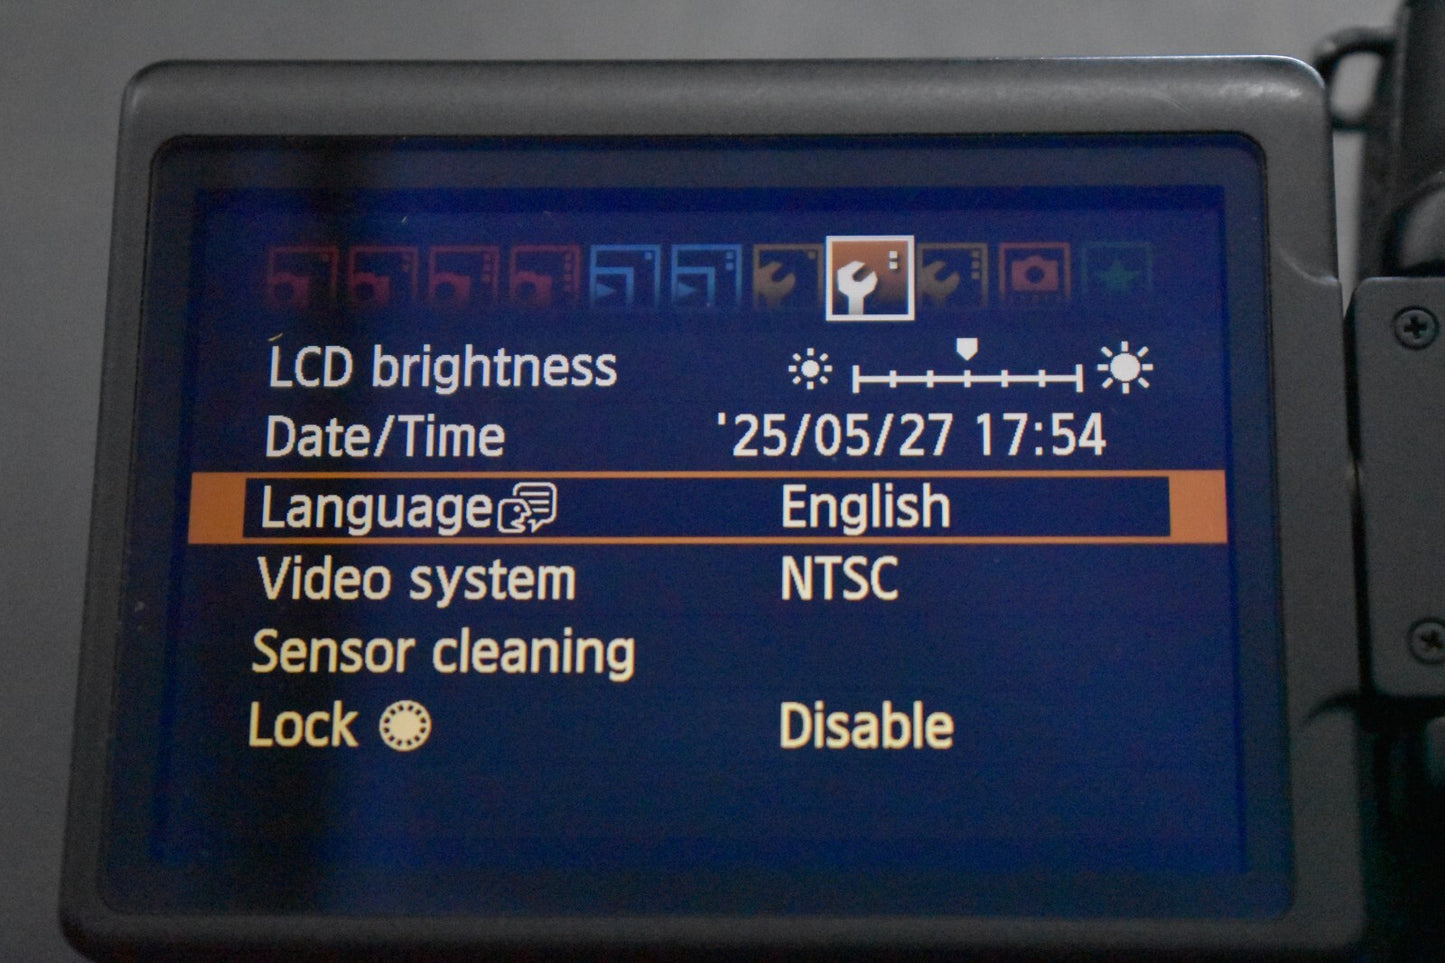 LCD brightness
Date/Time '25/05/27 17:54
Language English
Video system NTSC
Sensor cleaning
Lock Disable